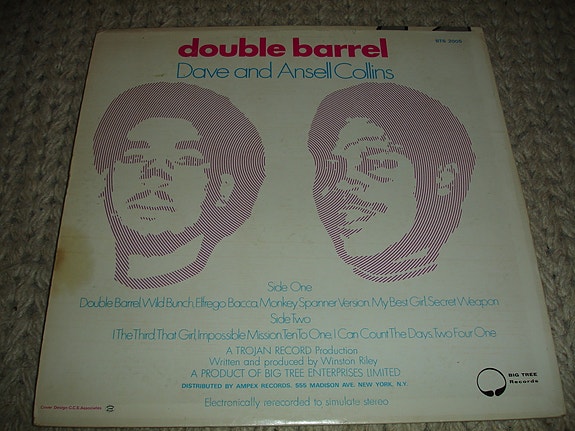 double barrel
BTS 2005
Dave and Ansell Collins
Side One
Double Barrel, Wild Bunch, Elfrego Bacca, Monkey Spanner Version, My Best Girl, Secret Weapon
Side Two
I The Third, That Girl, Impossible Mission, Ten To One, I Can Count The Days, Two Four One
A TROJAN RECORD Production
Written and produced by Winston Riley
A PRODUCT OF BIG TREE ENTERPRISES LIMITED
DISTRIBUTED BY AMPEX RECORDS, 555 MADISON AVE. NEW YORK, N.Y.
BIG TREE
Records
Cover Design C.C.S. Associates
Electronically rerecorded to simulate stereo